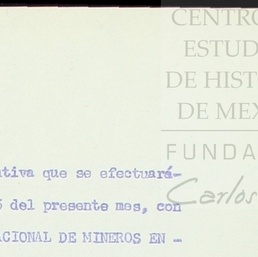 CENTRO
ESTUD
DE HIST
DE MEX
FUNDA
Carlos
tiva que se efectuará-
del presente mes, con
ACIONAL DE MINEROS EN -